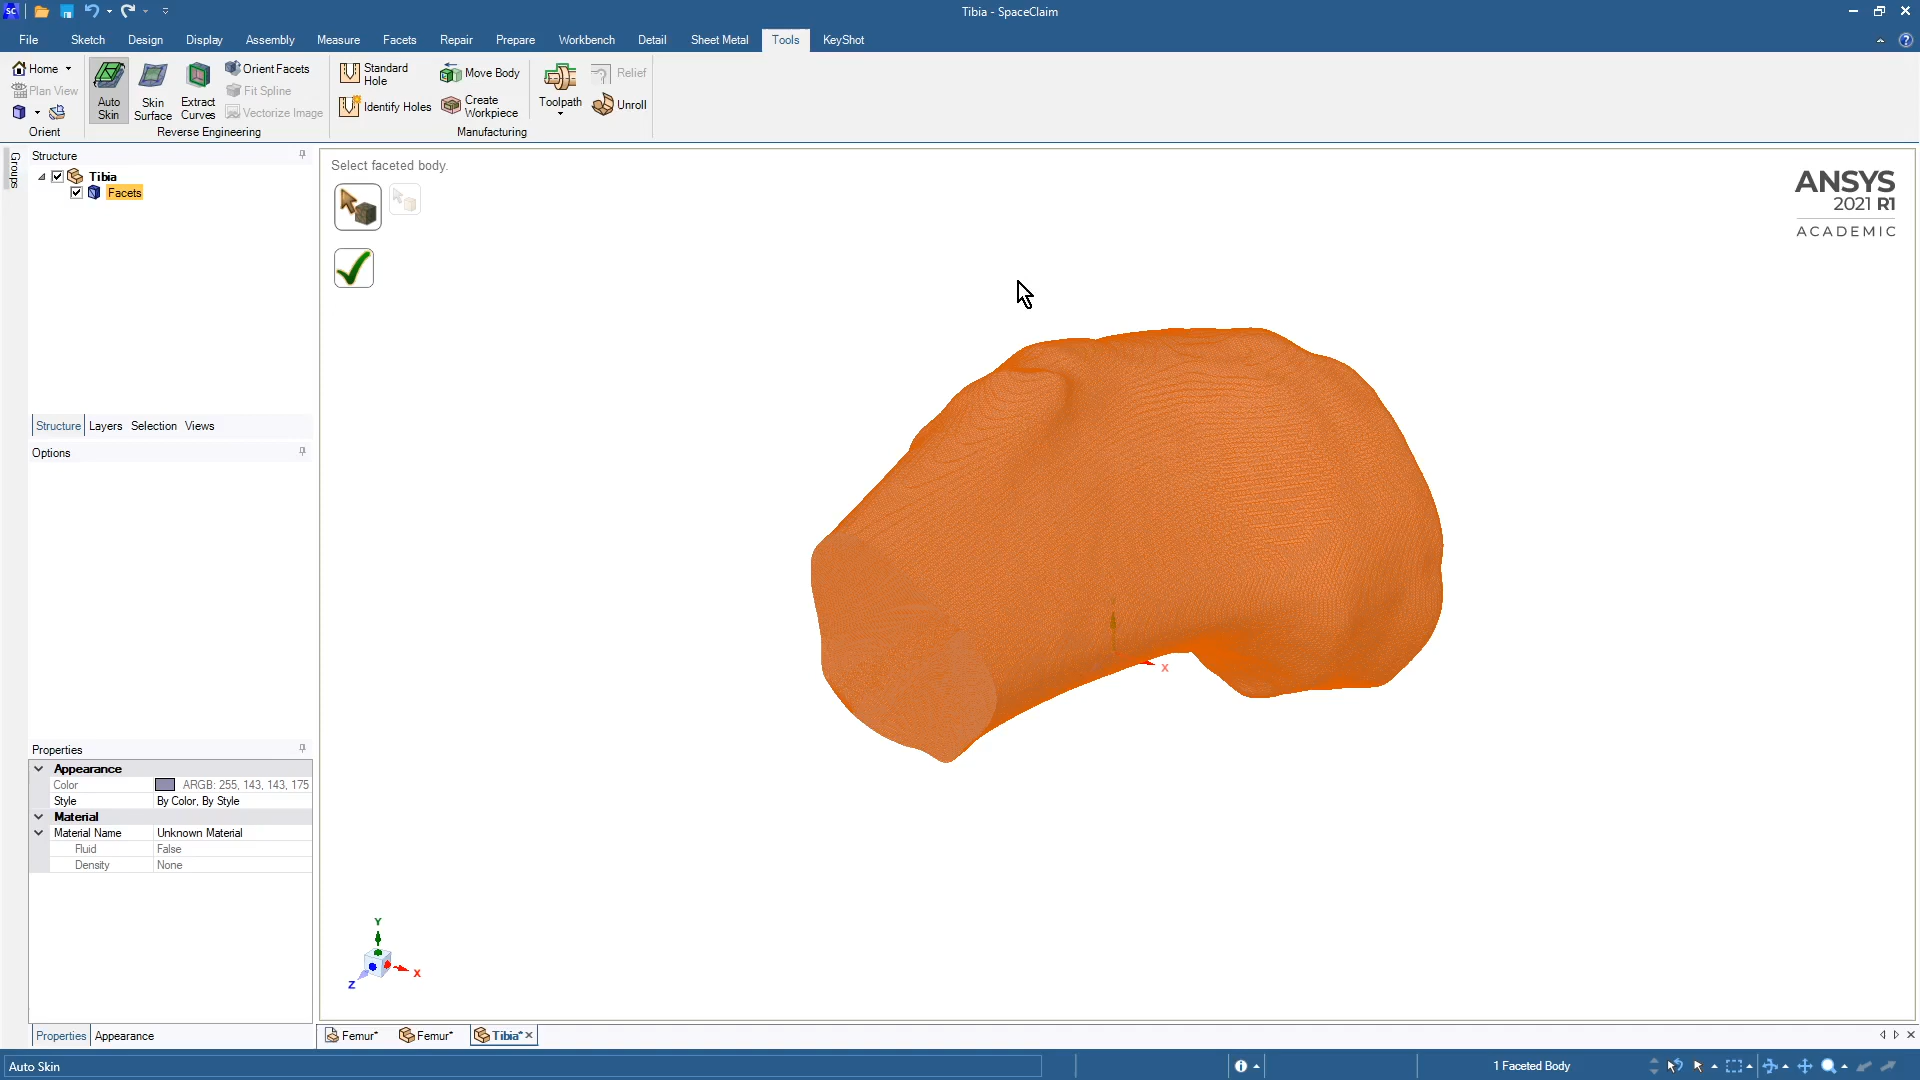 SC
Tibia - SpaceClaim
File Sketch Design Display Assembly Measure Facets Repair Prepare Workbench Detail Sheet Metal Tools KeyShot
Home
Plan View
Orient
Auto Skin
Skin Surface
Extract Curves
Orient Facets
Fit Spline
Vectorize Image
Reverse Engineering
Standard Hole
Identify Holes
Move Body
Create Workpiece
Toolpath
Relief
Unroll
Manufacturing
Groups
Structure
Tibia
Facets
Structure Layers Selection Views
Options
Properties
Appearance
Color ARGB: 255, 143, 143, 175
Style By Color, By Style
Material
Material Name Unknown Material
Fluid False
Density None
Properties Appearance
Select faceted body.
ANSYS
2021 R1
ACADEMIC
X
Y
X
Z
Femur* Femur* Tibia*
Auto Skin
1 Faceted Body